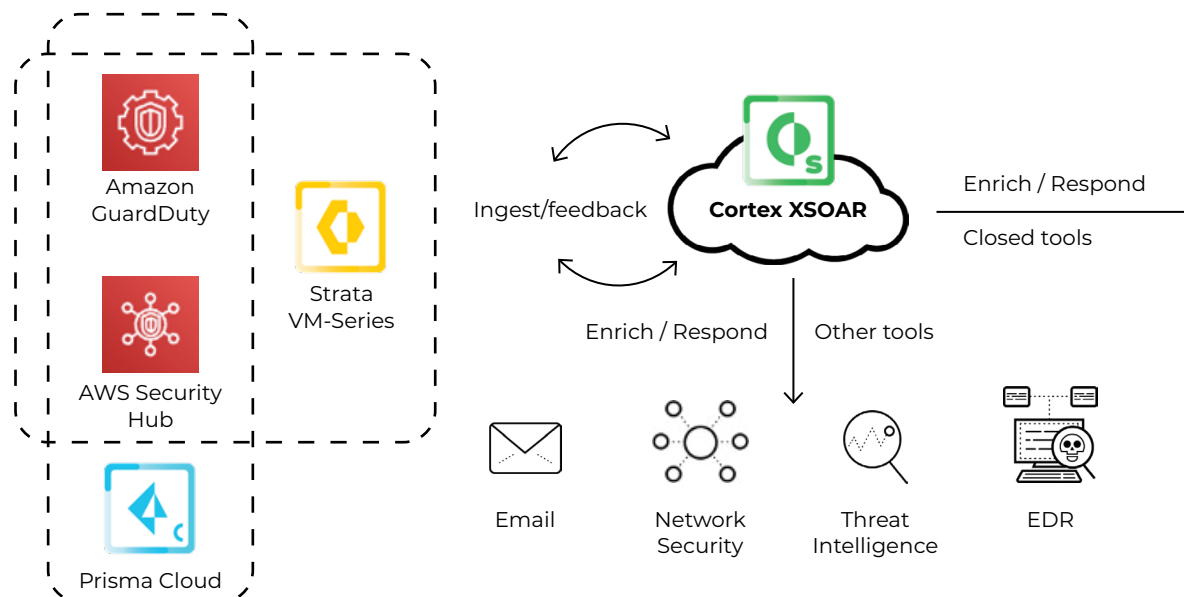 Amazon
GuardDuty
AWS Security
Hub
Prisma Cloud
Strata
VM-Series
Ingest/feedback
S
Cortex XSOAR
Enrich / Respond
Closed tools
Enrich / Respond
Other tools
Email
Network
Security
Threat
Intelligence
EDR
C